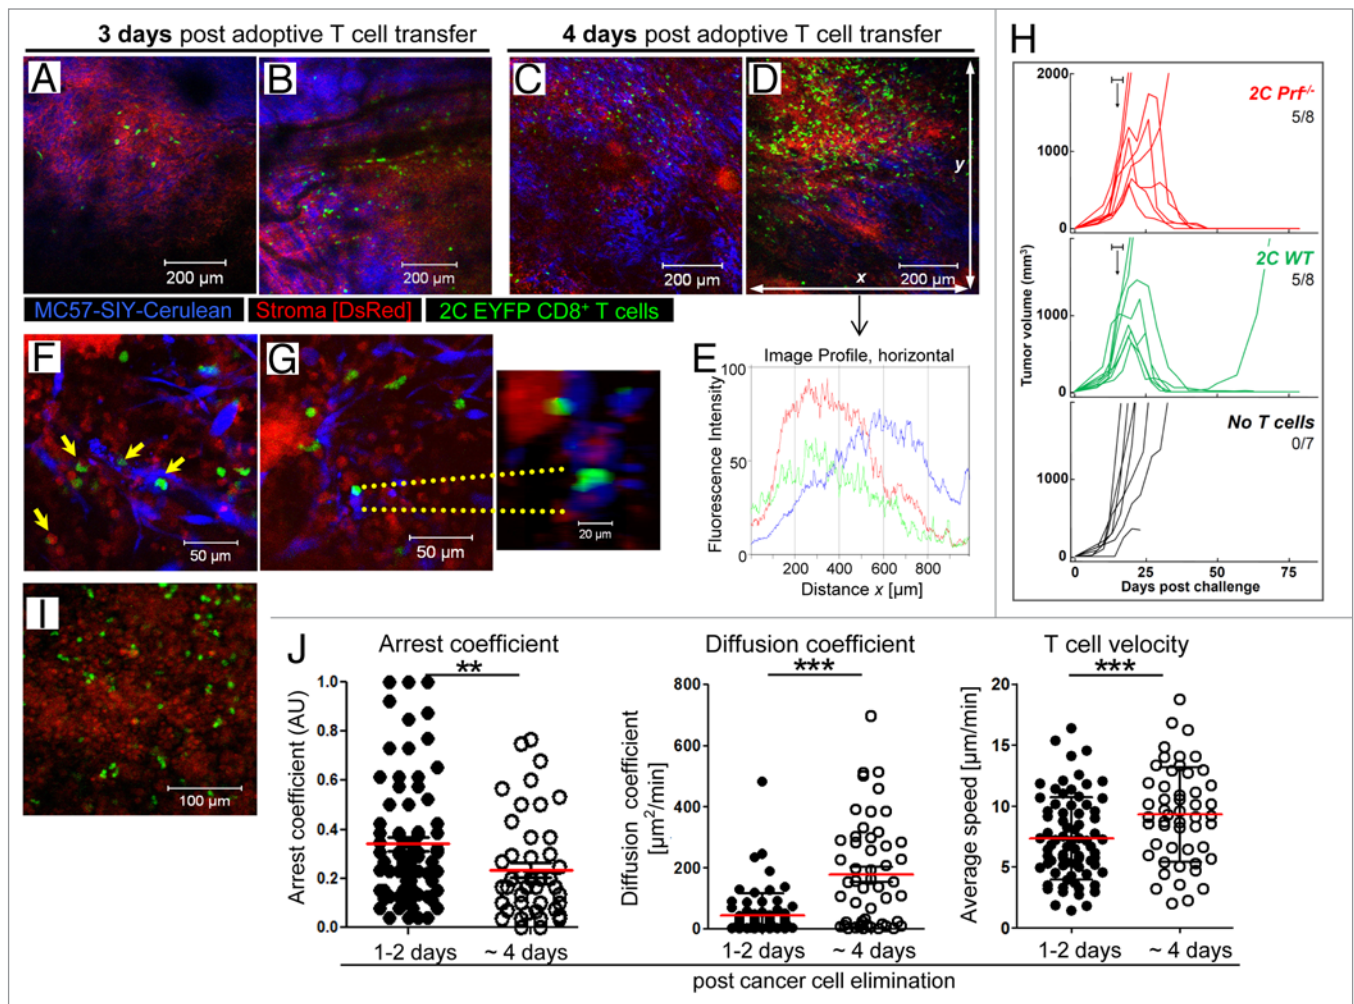 3 days post adoptive T cell transfer
4 days post adoptive T cell transfer
A
B
C
D
y
x
200 µm
200 µm
200 µm
200 µm
MC57-SIY-Cerulean
Stroma [DsRed]
2C EYFP CD8⁺ T cells
F
50 µm
G
50 µm
20 µm
E
Image Profile, horizontal
Fluorescence Intensity
100
50
0
200 400 600 800
Distance x [µm]
H
2000
1000
0
2C Prf-/-
5/8
1000
0
2C WT
5/8
1000
0
No T cells
0/7
Tumor volume (mm³)
0 25 50 75
Days post challenge
I
100 µm
J
Arrest coefficient
**
Arrest coefficient (AU)
1.0
0.8
0.6
0.4
0.2
0.0
1-2 days ~ 4 days
Diffusion coefficient
***
Diffusion coefficient
[µm²/min]
800
600
400
200
0
1-2 days ~ 4 days
T cell velocity
***
Average speed [µm/min]
20
15
10
5
0
1-2 days ~ 4 days
post cancer cell elimination